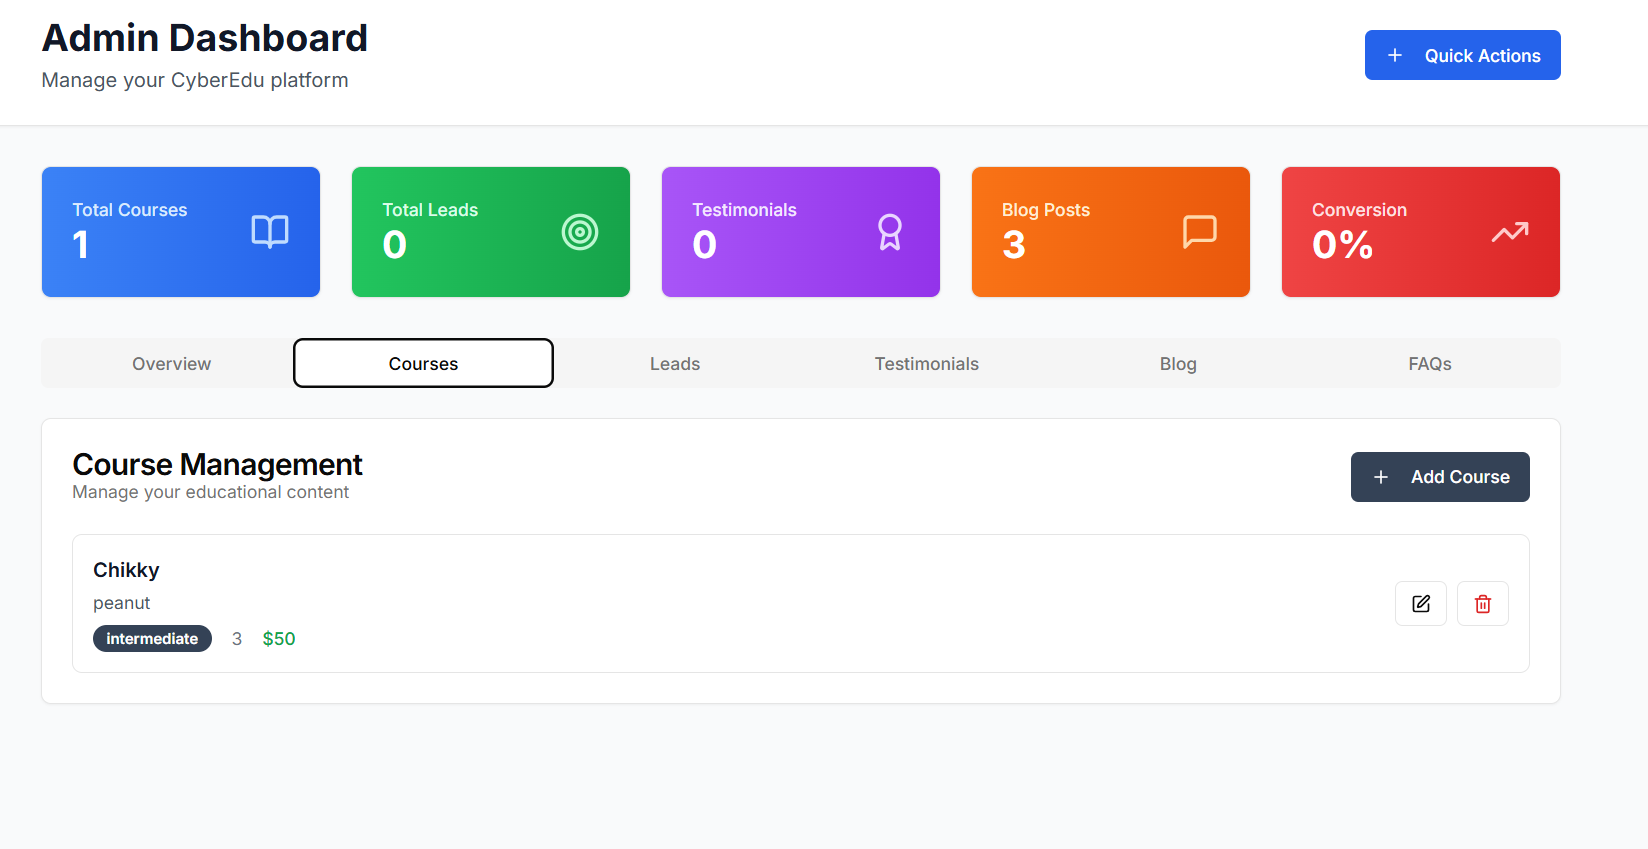 Admin Dashboard
Manage your CyberEdu platform
Quick Actions
Total Courses
1
Total Leads
0
Testimonials
0
Blog Posts
3
Conversion
0%
Overview
Courses
Leads
Testimonials
Blog
FAQs
Course Management
Manage your educational content
Add Course
Chikky
peanut
intermediate 3 $50